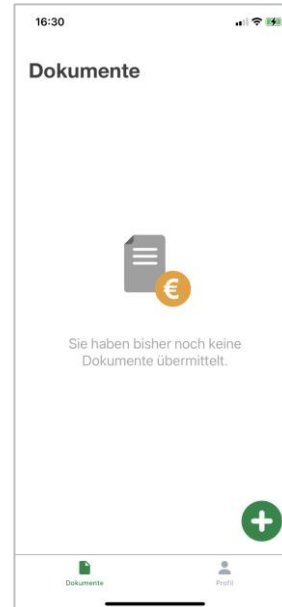 16:30
Dokumente
€
Sie haben bisher noch keine
Dokumente übermittelt.
Dokumente
Profil